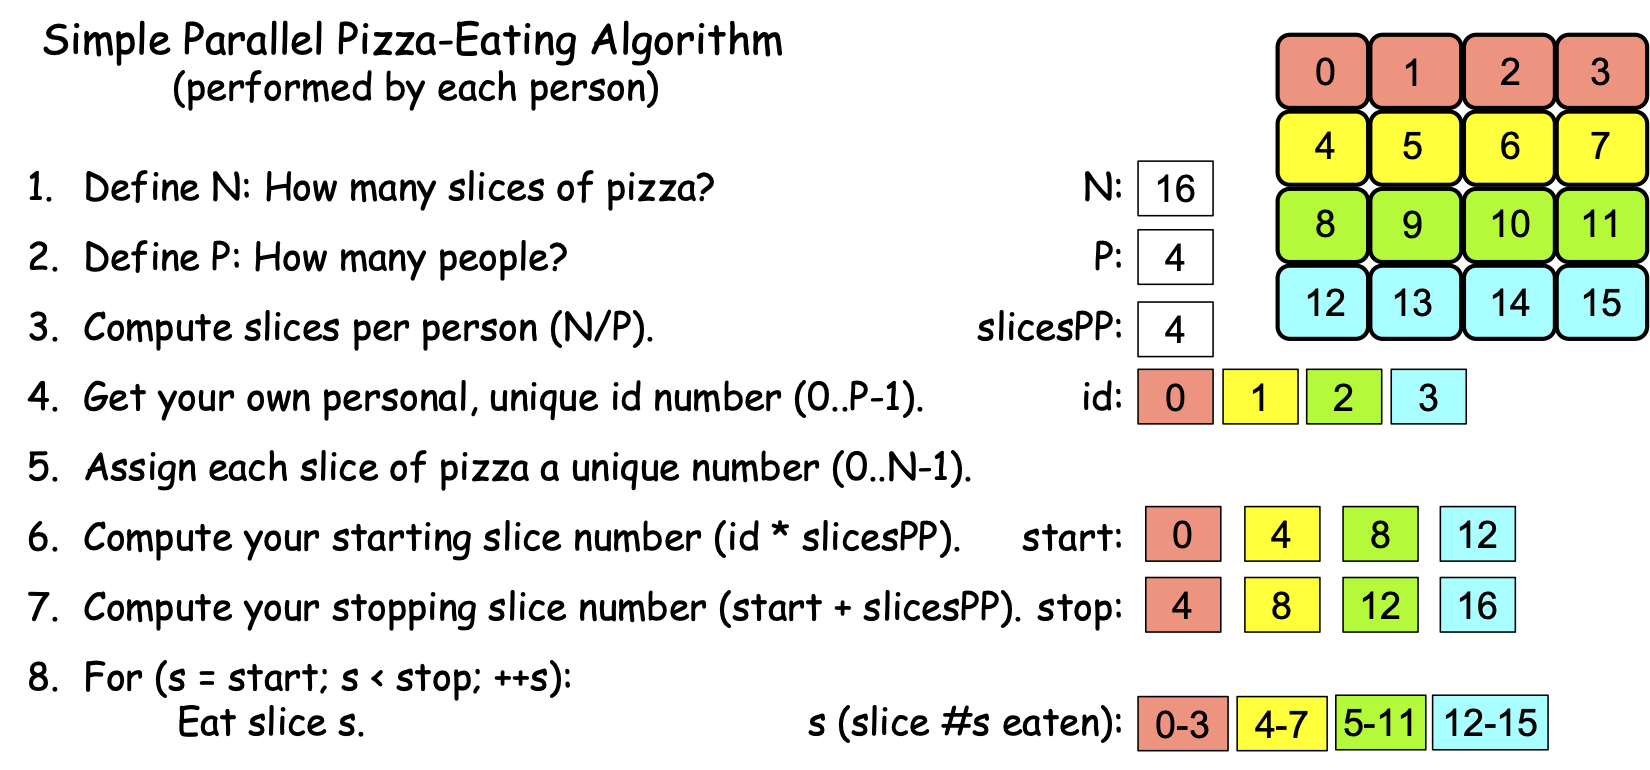 Simple Parallel Pizza-Eating Algorithm
(performed by each person)
0 1 2 3
4 5 6 7
8 9 10 11
12 13 14 15
1. Define N: How many slices of pizza? N: 16
2. Define P: How many people? P: 4
3. Compute slices per person (N/P). slicesPP: 4
4. Get your own personal, unique id number (0..P-1). id: 0 1 2 3
5. Assign each slice of pizza a unique number (0..N-1).
6. Compute your starting slice number (id * slicesPP). start: 0 4 8 12
7. Compute your stopping slice number (start + slicesPP). stop: 4 8 12 16
8. For (s = start; s < stop; ++s):
Eat slice s. s (slice #s eaten): 0-3 4-7 5-11 12-15